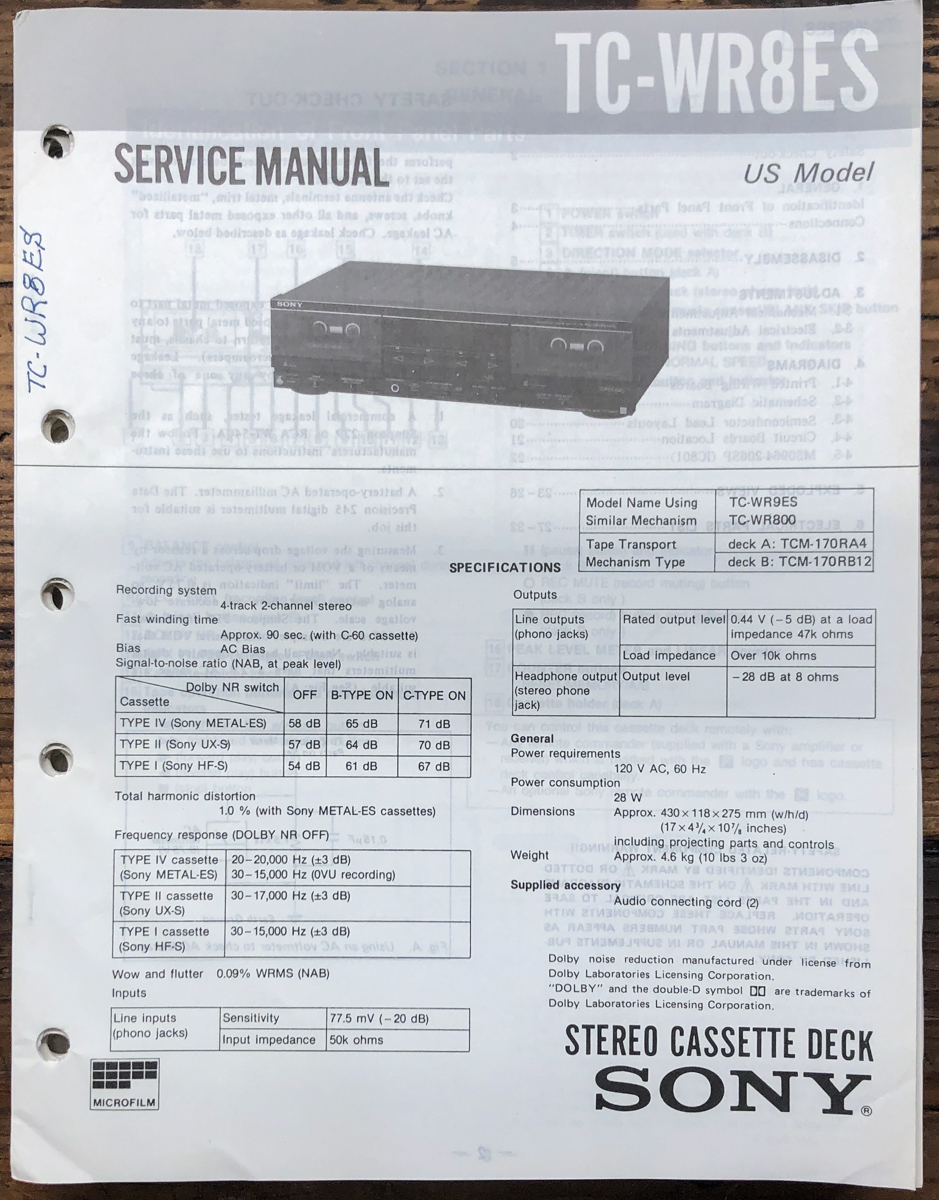 TC-WR8ES
SERVICE MANUAL
US Model
TC-WR8ES
SONY
Model Name Using Similar Mechanism
TC-WR9ES
TC-WR800
Tape Transport Mechanism Type
deck A: TCM-170RA4
deck B: TCM-170RB12
SPECIFICATIONS
Recording system
4-track 2-channel stereo
Fast winding time
Approx. 90 sec. (with C-60 cassette)
Bias AC Bias
Signal-to-noise ratio (NAB, at peak level)
Dolby NR switch
Cassette
OFF B-TYPE ON C-TYPE ON
TYPE IV (Sony METAL-ES) 58 dB 65 dB 71 dB
TYPE II (Sony UX-S) 57 dB 64 dB 70 dB
TYPE I (Sony HF-S) 54 dB 61 dB 67 dB
Total harmonic distortion
1.0 % (with Sony METAL-ES cassettes)
Frequency response (DOLBY NR OFF)
TYPE IV cassette 20–20,000 Hz (±3 dB)
(Sony METAL-ES) 30–15,000 Hz (0VU recording)
TYPE II cassette 30–17,000 Hz (±3 dB)
(Sony UX-S)
TYPE I cassette 30–15,000 Hz (±3 dB)
(Sony HF-S)
Wow and flutter 0.09% WRMS (NAB)
Inputs
Line inputs Sensitivity 77.5 mV (−20 dB)
(phono jacks) Input impedance 50k ohms
Outputs
Line outputs Rated output level 0.44 V (−5 dB) at a load
(phono jacks) impedance 47k ohms
Load impedance Over 10k ohms
Headphone output Output level −28 dB at 8 ohms
(stereo phone
jack)
General
Power requirements
120 V AC, 60 Hz
Power consumption
28 W
Dimensions Approx. 430×118×275 mm (w/h/d)
(17×4¾×10⅞ inches)
including projecting parts and controls
Weight Approx. 4.6 kg (10 lbs 3 oz)
Supplied accessory
Audio connecting cord (2)
Dolby noise reduction manufactured under license from
Dolby Laboratories Licensing Corporation.
"DOLBY" and the double-D symbol are trademarks of
Dolby Laboratories Licensing Corporation.
STEREO CASSETTE DECK
SONY®
MICROFILM